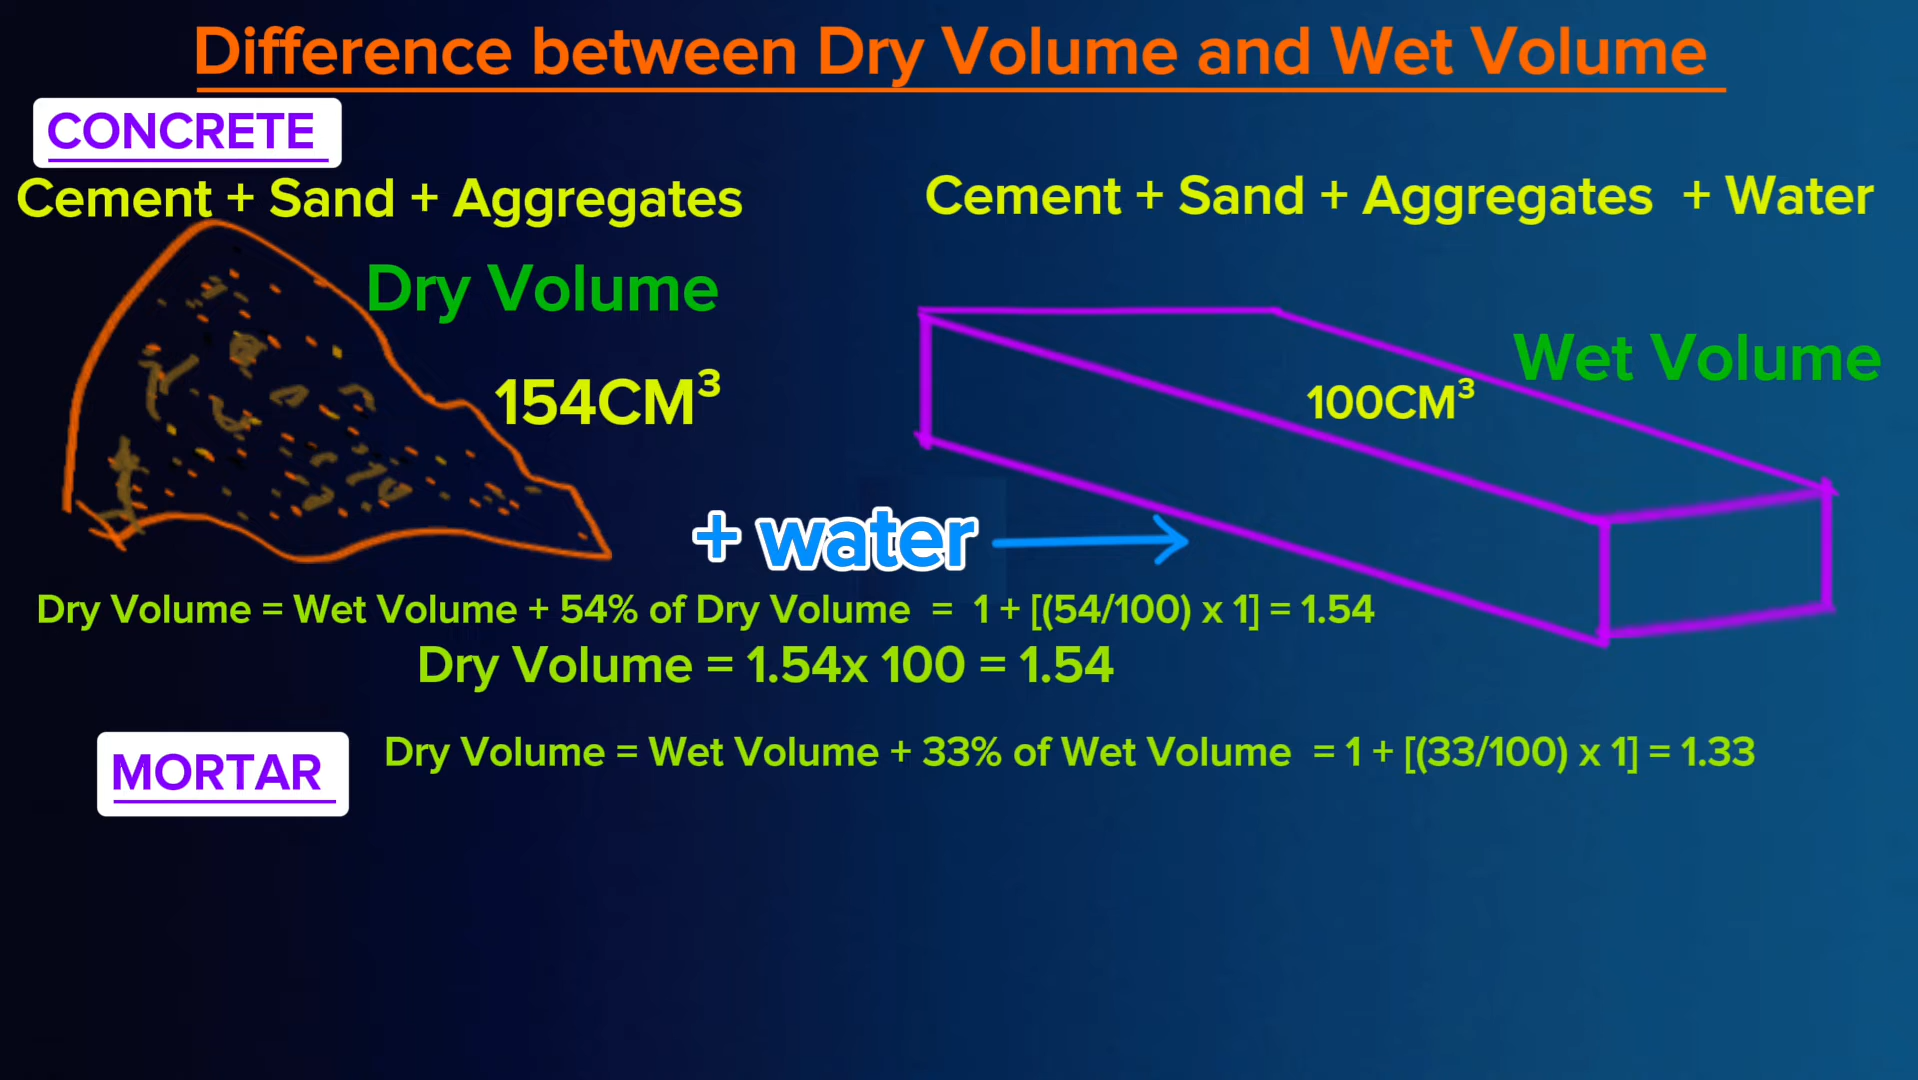 Difference between Dry Volume and Wet Volume
CONCRETE
Cement + Sand + Aggregates
Cement + Sand + Aggregates + Water
Dry Volume
Wet Volume
154CM³
100CM³
+ water
Dry Volume = Wet Volume + 54% of Dry Volume = 1 + [(54/100) x 1] = 1.54
Dry Volume = 1.54x 100 = 1.54
MORTAR
Dry Volume = Wet Volume + 33% of Wet Volume = 1 + [(33/100) x 1] = 1.33